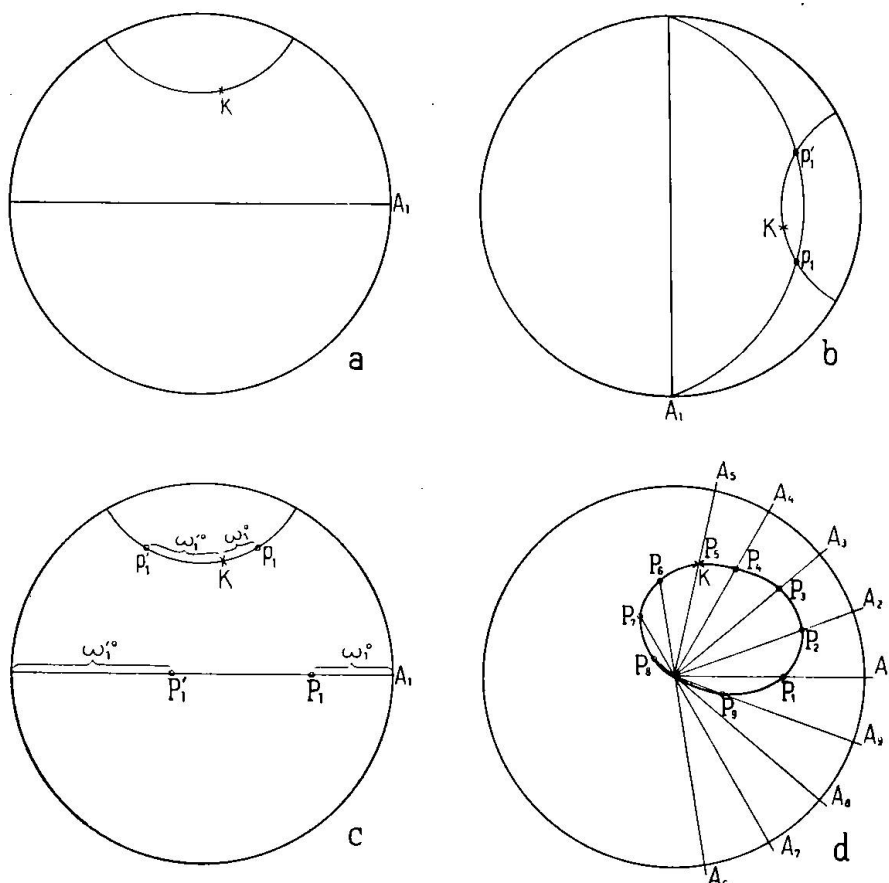 K
A₁
a
p₁′
K
p₁
b
A₁
ω₁′° ω₁°
p₁′ K p₁
ω₁′° ω₁°
P₁′ P₁ A₁
c
A₅
A₄
A₃
P₅
K
P₄
P₆
P₃
A₂
P₇
P₂
P₈
P₁
A
P₉
A₉
A₈
A₇
d